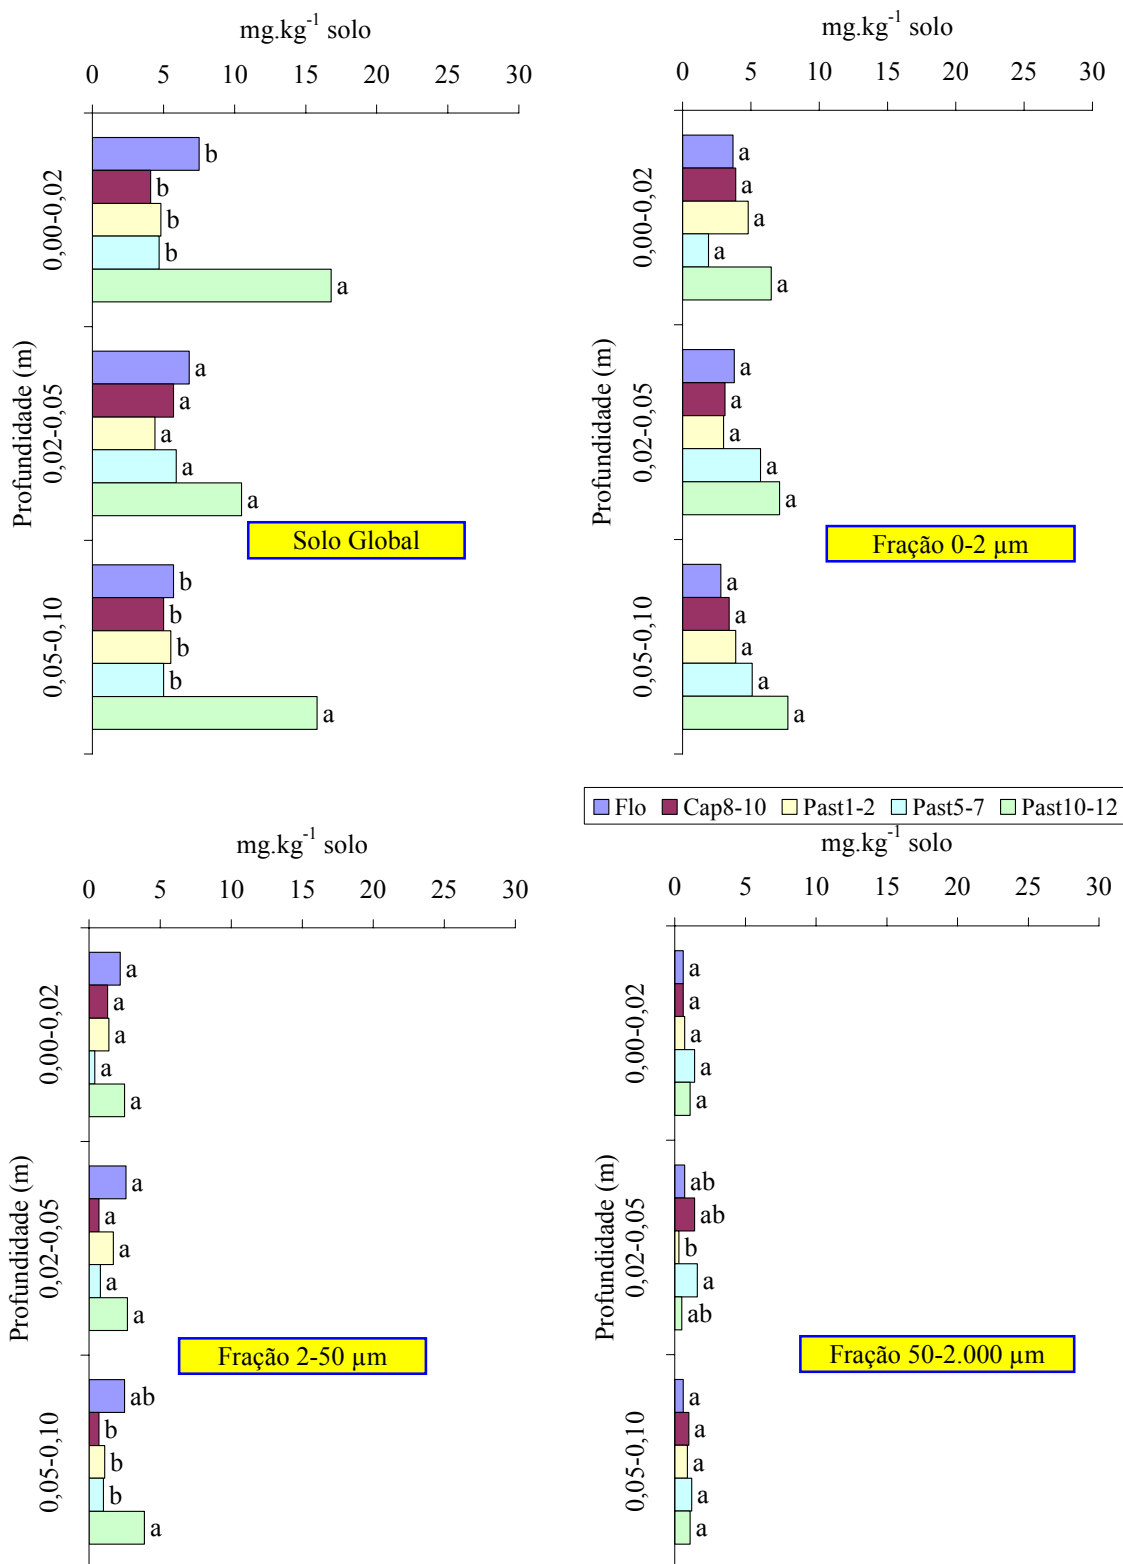 mg.kg⁻¹ solo
0 5 10 15 20 25 30
Profundidade (m)
0,00-0,02
b
b
b
b
a
0,02-0,05
a
a
a
a
a
0,05-0,10
b
b
b
b
a
Solo Global
mg.kg⁻¹ solo
0 5 10 15 20 25 30
Profundidade (m)
0,00-0,02
a
a
a
a
a
0,02-0,05
a
a
a
a
a
0,05-0,10
a
a
a
a
a
Fração 0-2 µm
Flo Cap8-10 Past1-2 Past5-7 Past10-12
mg.kg⁻¹ solo
0 5 10 15 20 25 30
Profundidade (m)
0,00-0,02
a
a
a
a
a
0,02-0,05
a
a
a
a
a
0,05-0,10
ab
b
b
b
a
Fração 2-50 µm
mg.kg⁻¹ solo
0 5 10 15 20 25 30
Profundidade (m)
0,00-0,02
a
a
a
a
a
0,02-0,05
ab
ab
b
a
ab
0,05-0,10
a
a
a
a
a
Fração 50-2.000 µm